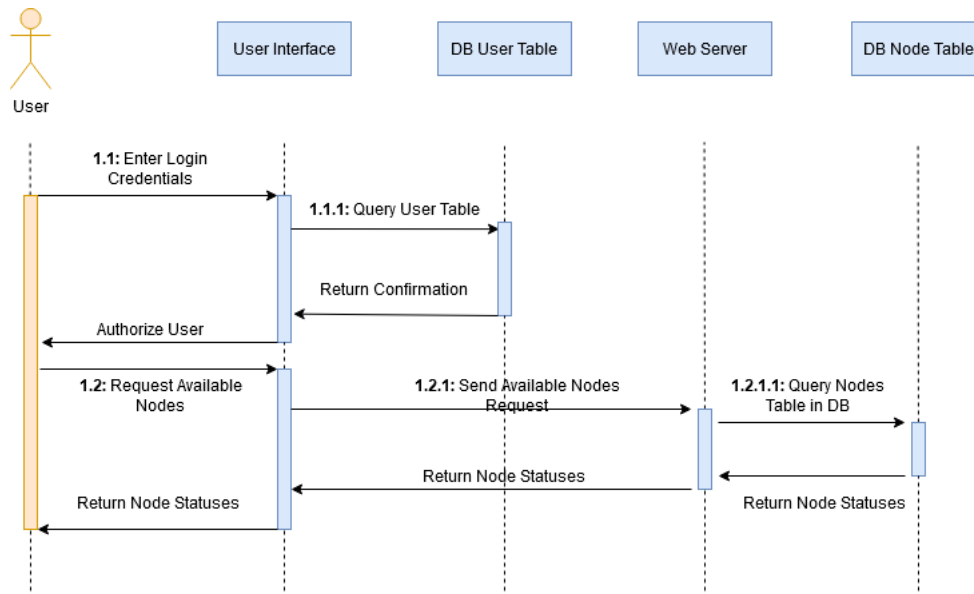 User Interface
DB User Table
Web Server
DB Node Table
User
1.1: Enter Login
Credentials
1.1.1: Query User Table
Return Confirmation
Authorize User
1.2: Request Available
Nodes
1.2.1: Send Available Nodes
Request
1.2.1.1: Query Nodes
Table in DB
Return Node Statuses
Return Node Statuses
Return Node Statuses